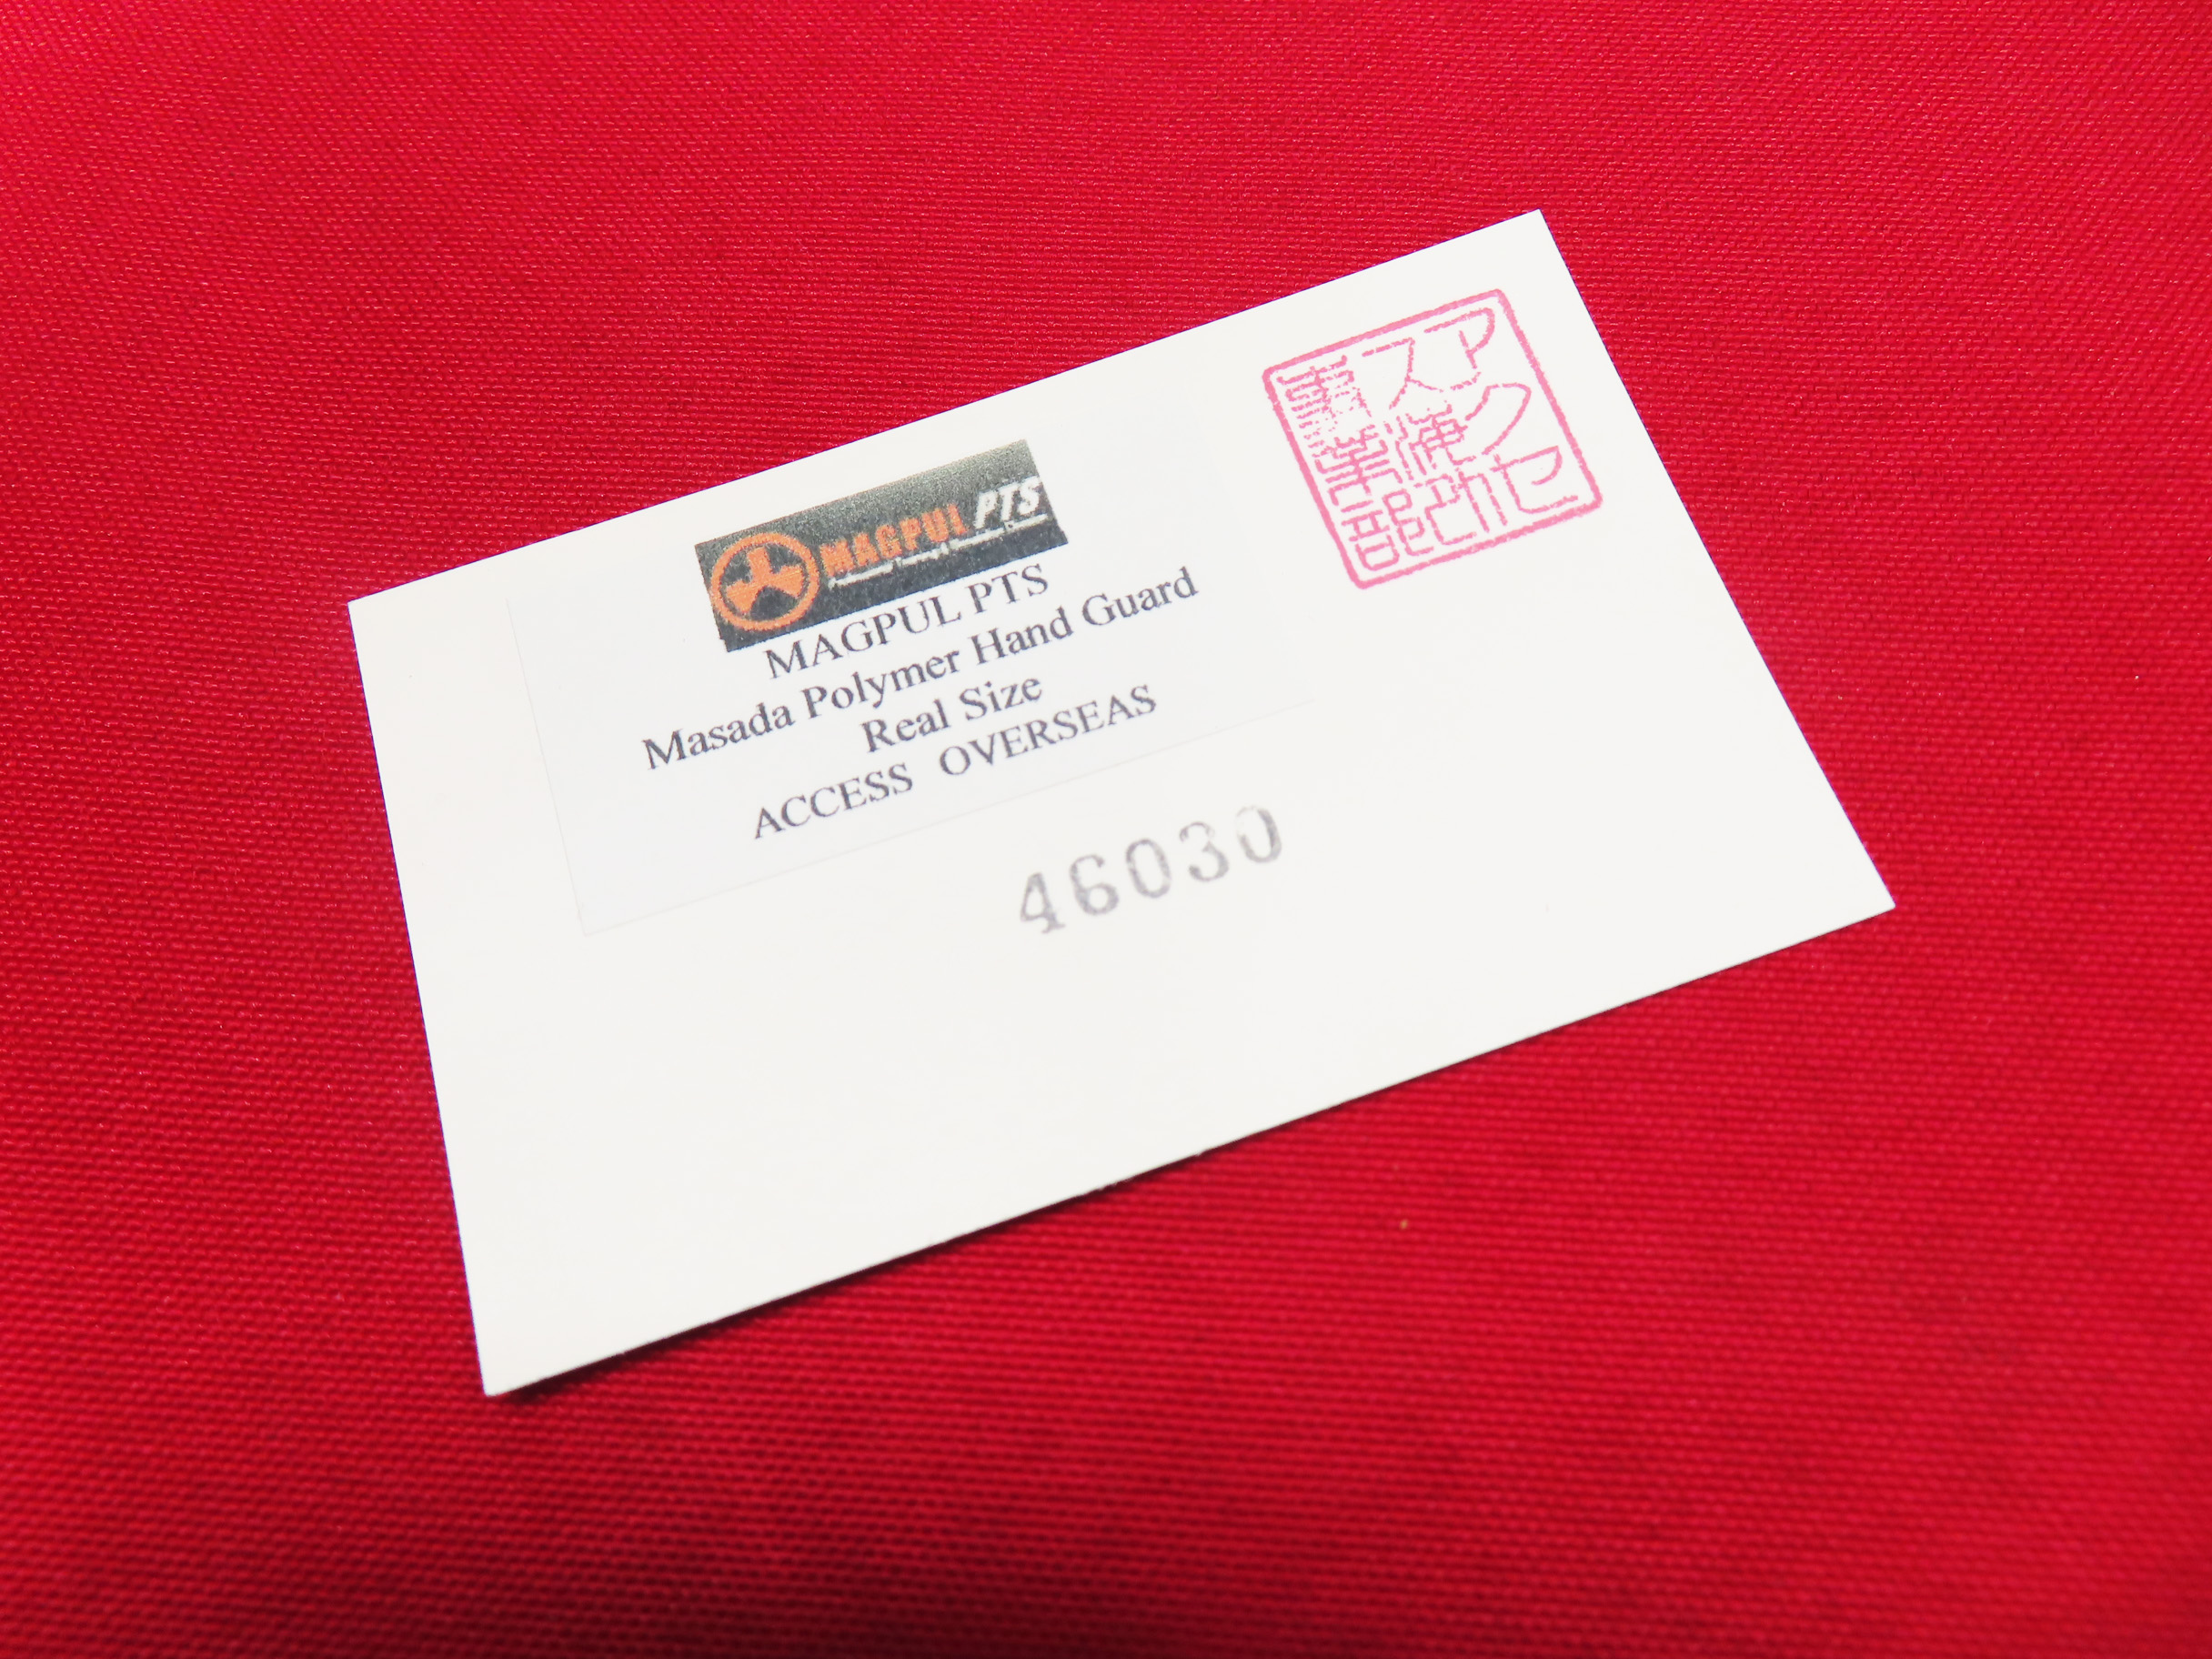 MAGPUL PTS
MAGPUL PTS
Masada Polymer Hand Guard
Real Size
ACCESS OVERSEAS
46030
アクセ
ス海外
事業部